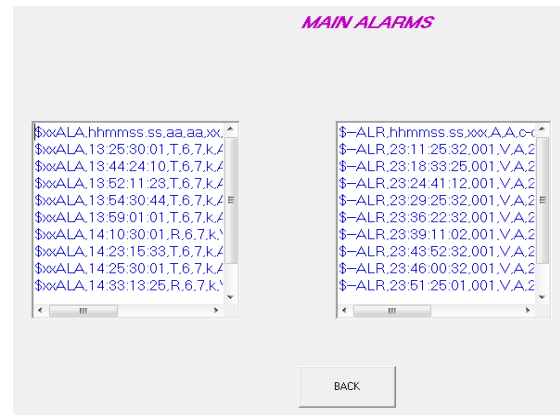 MAIN ALARMS
$xxALA,hhmmss.ss,aa,aa,xx,
$xxALA,13:25:30:01,T,6,7,k,A
$xxALA,13:44:24:10,T,6,7,k,A
$xxALA,13:52:11:23,T,6,7,k,A
$xxALA,13:54:30:44,T,6,7,k,A
$xxALA,13:59:01:01,T,6,7,k,A
$xxALA,14:10:30:01,R,6,7,k,V
$xxALA,14:23:15:33,T,6,7,k,A
$xxALA,14:25:30:01,T,6,7,k,A
$xxALA,14:33:13:25,R,6,7,k,V
$--ALR,hhmmss.ss,xxx,A,A,c-c
$--ALR,23:11:25:32,001,V,A,2
$--ALR,23:18:33:25,001,V,A,2
$--ALR,23:24:41:12,001,V,A,2
$--ALR,23:29:25:32,001,V,A,2
$--ALR,23:36:22:32,001,V,A,2
$--ALR,23:39:11:02,001,V,A,2
$--ALR,23:43:52:32,001,V,A,2
$--ALR,23:46:00:32,001,V,A,2
$--ALR,23:51:25:01,001,V,A,2
BACK